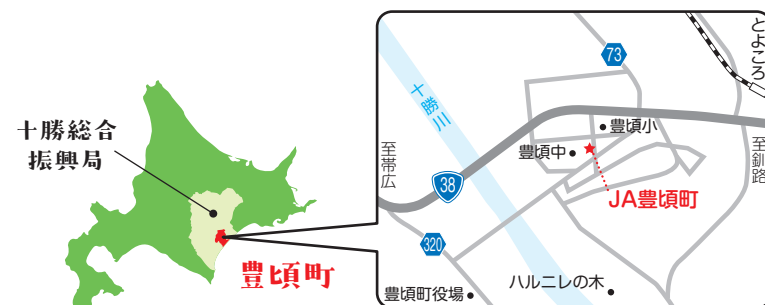 十勝総合
振興局
豊頃町
73
とよころ
十勝川
豊頃小
豊頃中
至帯広
至釧路
38
JA豊頃町
320
豊頃町役場
ハルニレの木